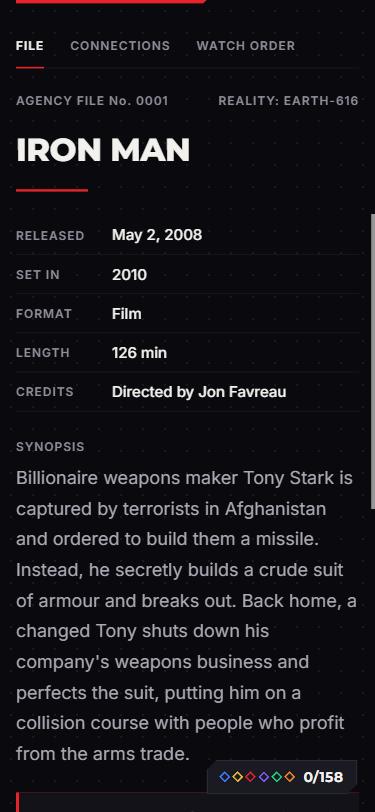 FILE CONNECTIONS WATCH ORDER
AGENCY FILE No. 0001 REALITY: EARTH-616
IRON MAN
RELEASED May 2, 2008
SET IN 2010
FORMAT Film
LENGTH 126 min
CREDITS Directed by Jon Favreau
SYNOPSIS
Billionaire weapons maker Tony Stark is
captured by terrorists in Afghanistan
and ordered to build them a missile.
Instead, he secretly builds a crude suit
of armour and breaks out. Back home, a
changed Tony shuts down his
company's weapons business and
perfects the suit, putting him on a
collision course with people who profit
from the arms trade.
0/158